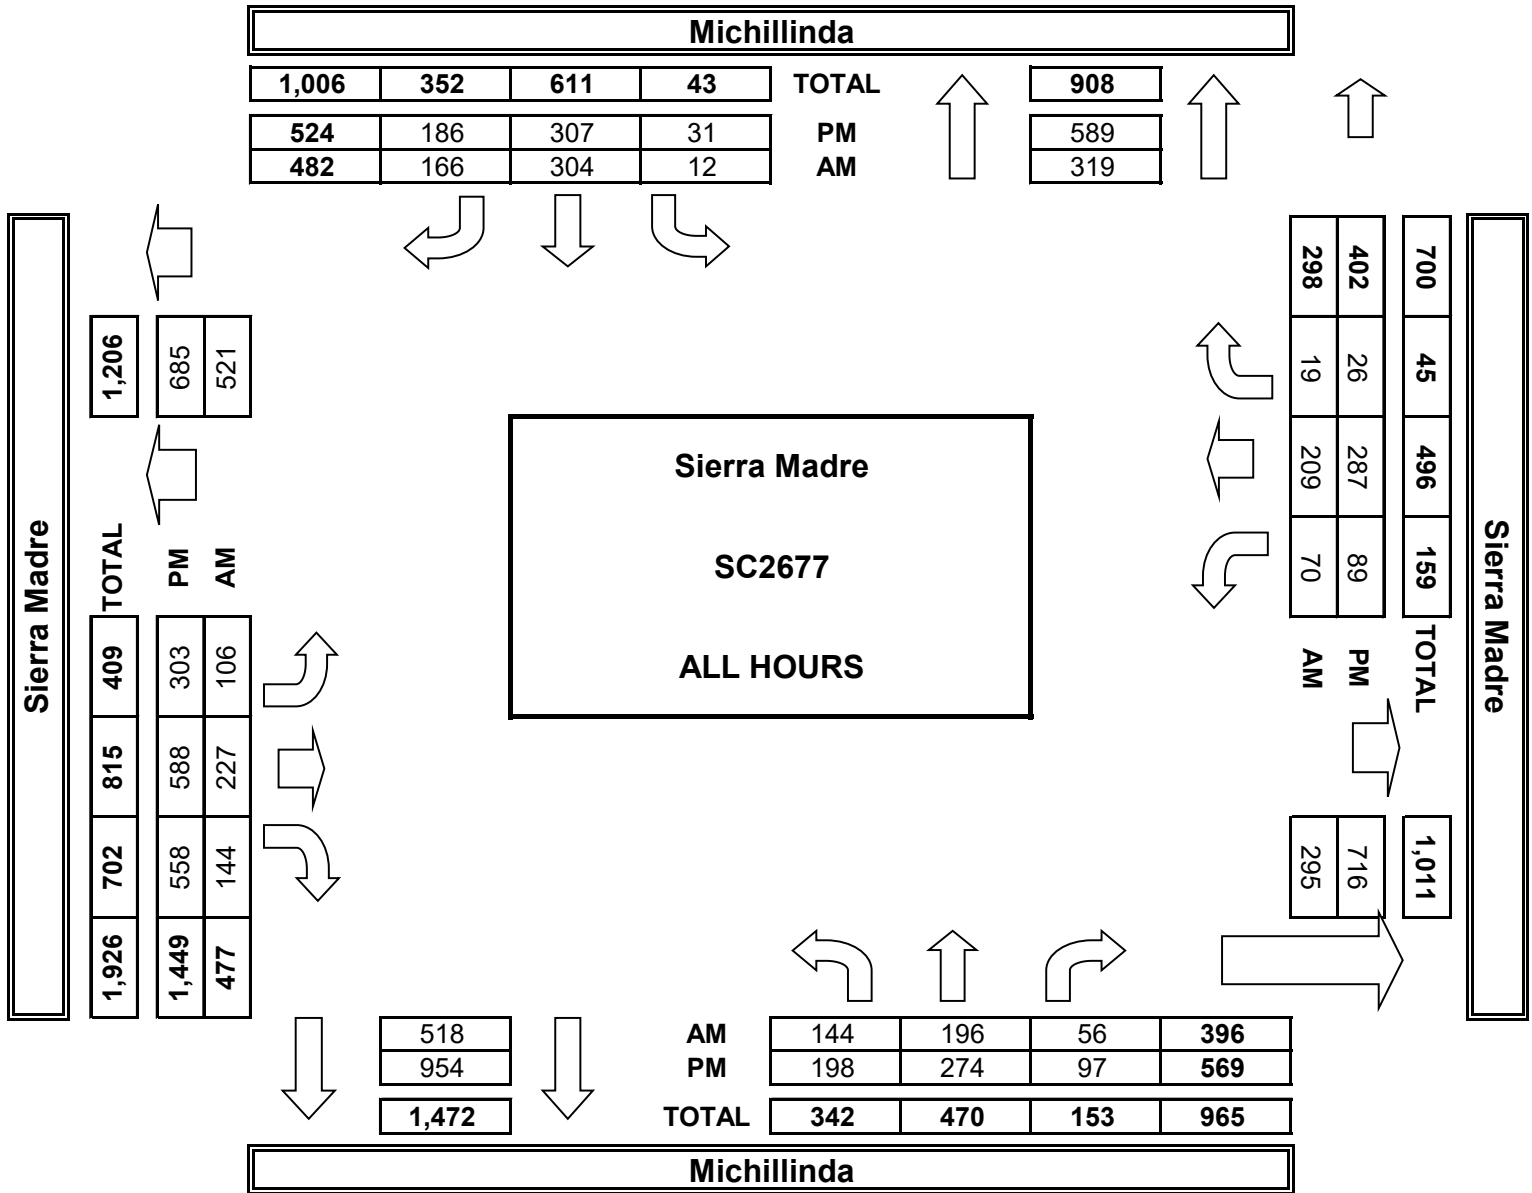 Michillinda
1,006 352 611 43 TOTAL 908
524 186 307 31 PM 589
482 166 304 12 AM 319
Sierra Madre
1,206
685
521
TOTAL
PM
AM
409 815 702 1,926
303 588 558 1,449
106 227 144 477
Sierra Madre
SC2677
ALL HOURS
700 45 496 159 TOTAL 1,011
402 26 287 89 PM 716
298 19 209 70 AM 295
Sierra Madre
518 AM 144 196 56 396
954 PM 198 274 97 569
1,472 TOTAL 342 470 153 965
Michillinda